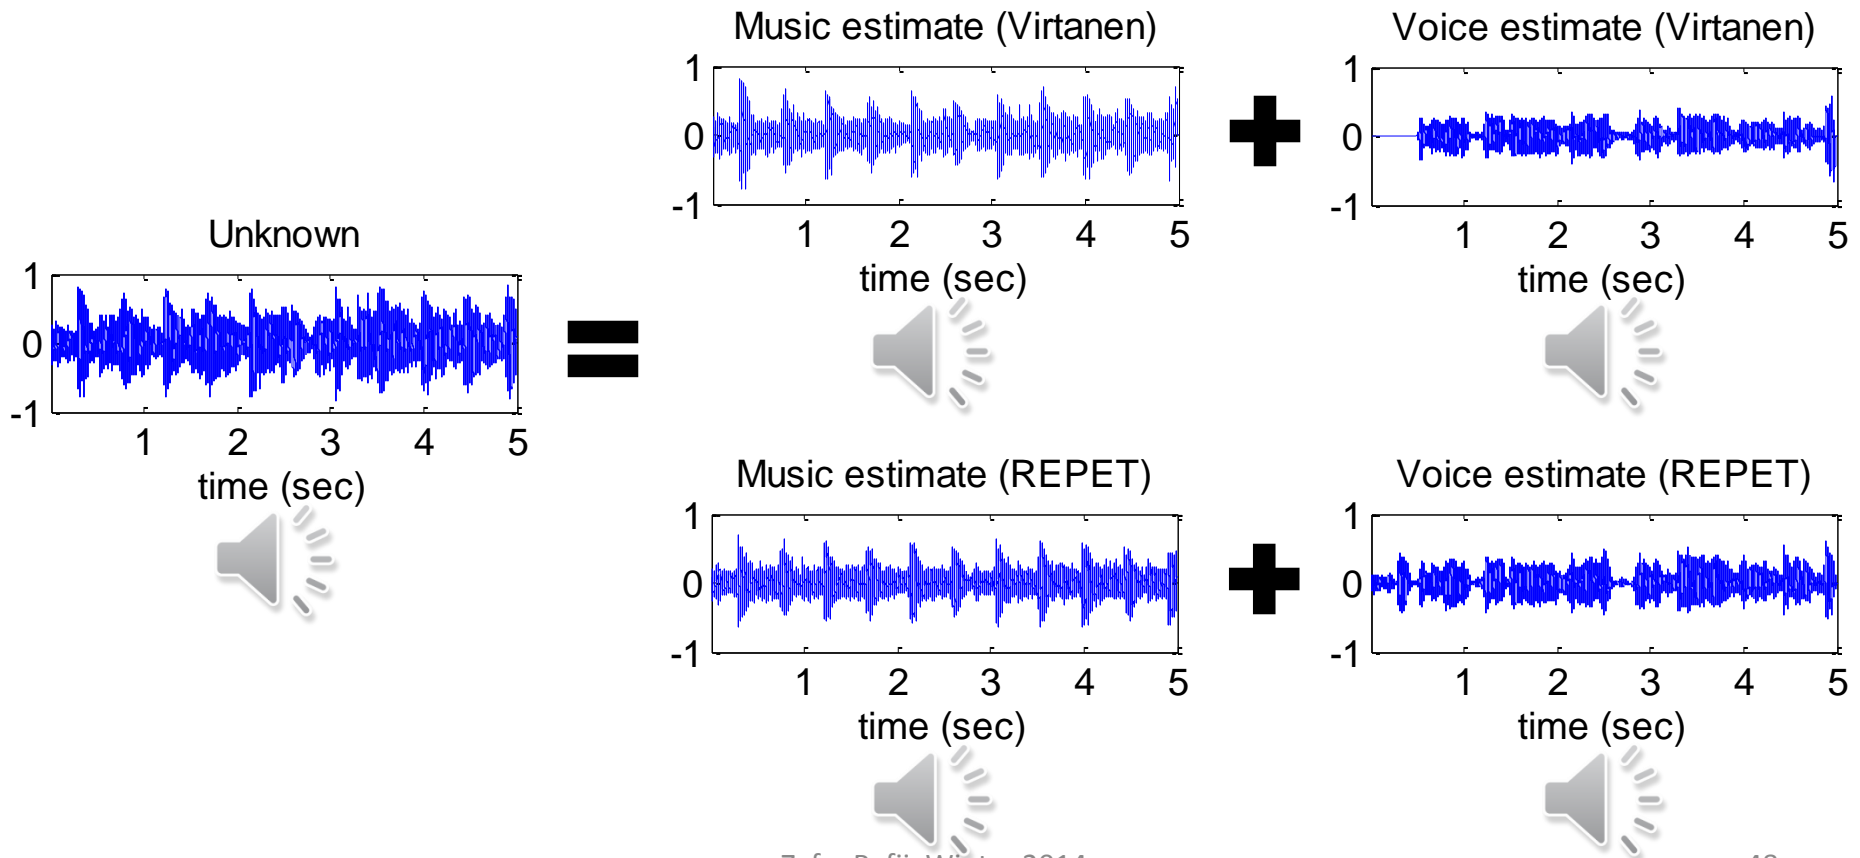 Music estimate (Virtanen)
1
0
-1
1 2 3 4 5
time (sec)
Voice estimate (Virtanen)
1
0
-1
1 2 3 4 5
time (sec)
Unknown
1
0
-1
1 2 3 4 5
time (sec)
Music estimate (REPET)
1
0
-1
1 2 3 4 5
time (sec)
Voice estimate (REPET)
1
0
-1
1 2 3 4 5
time (sec)